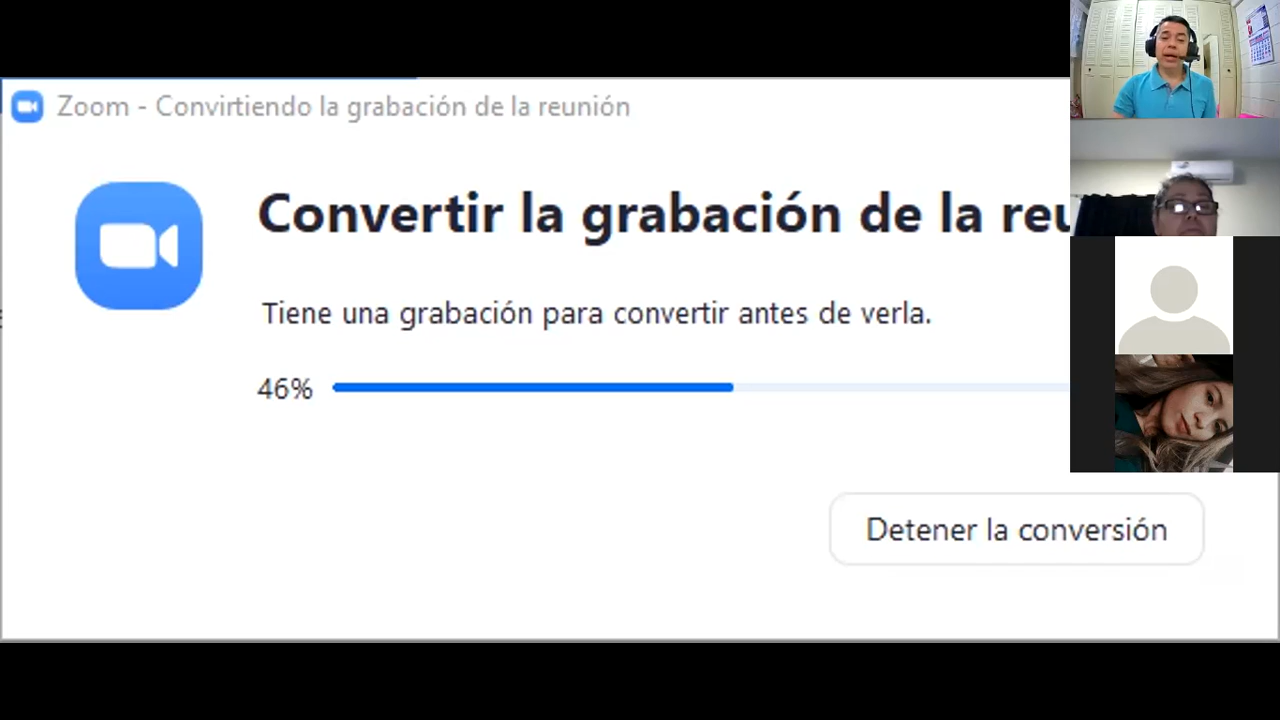 Zoom - Convirtiendo la grabación de la reunión
Convertir la grabación de la reu
Tiene una grabación para convertir antes de verla.
46%
Detener la conversión